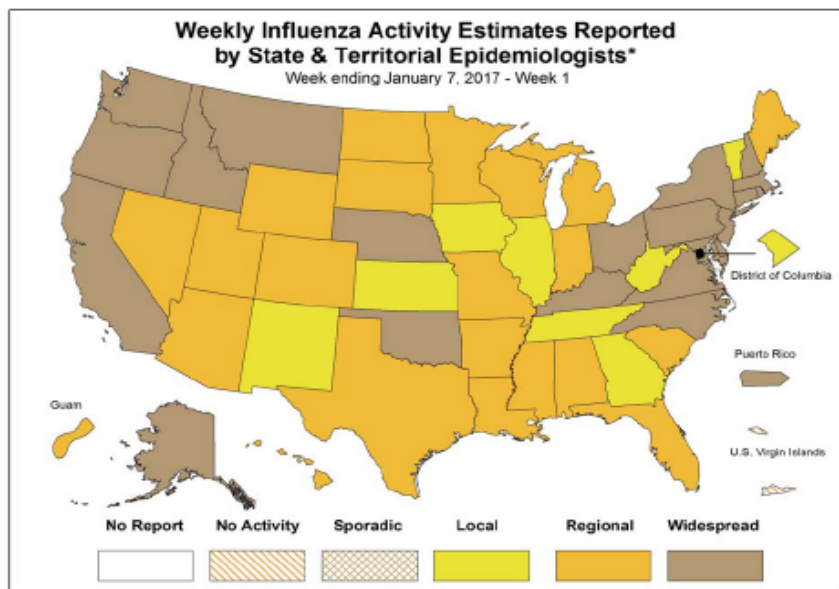 Weekly Influenza Activity Estimates Reported
by State & Territorial Epidemiologists*
Week ending January 7, 2017 - Week 1
District of Columbia
Puerto Rico
Guam
U.S. Virgin Islands
No Report
No Activity
Sporadic
Local
Regional
Widespread